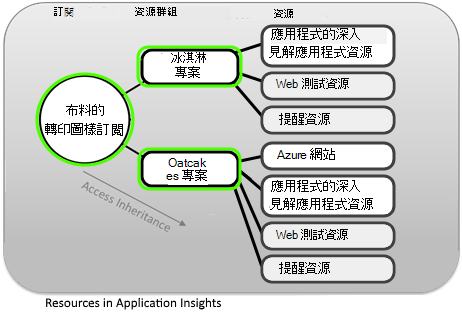 訂閱
資源群組
資源
布料的
轉印圖樣訂閱
冰淇淋
專案
應用程式的深入
見解應用程式資源
Web 測試資源
提醒資源
Oatcak
es 專案
Azure 網站
應用程式的深入
見解應用程式資源
Web 測試資源
提醒資源
Access Inheritance
Resources in Application Insights